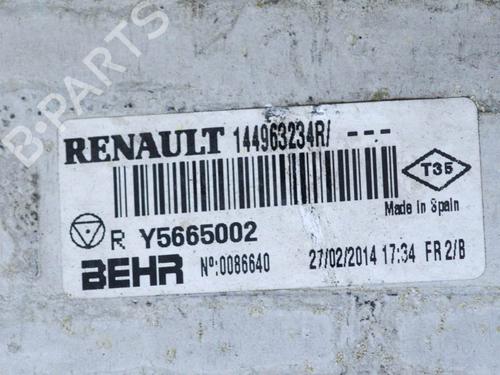 B-PARTS
RENAULT 144963234R/ ---
T35
Made in Spain
R Y5665002
BEHR Nº:0086640 27/02/2014 17:34 FR 2/B